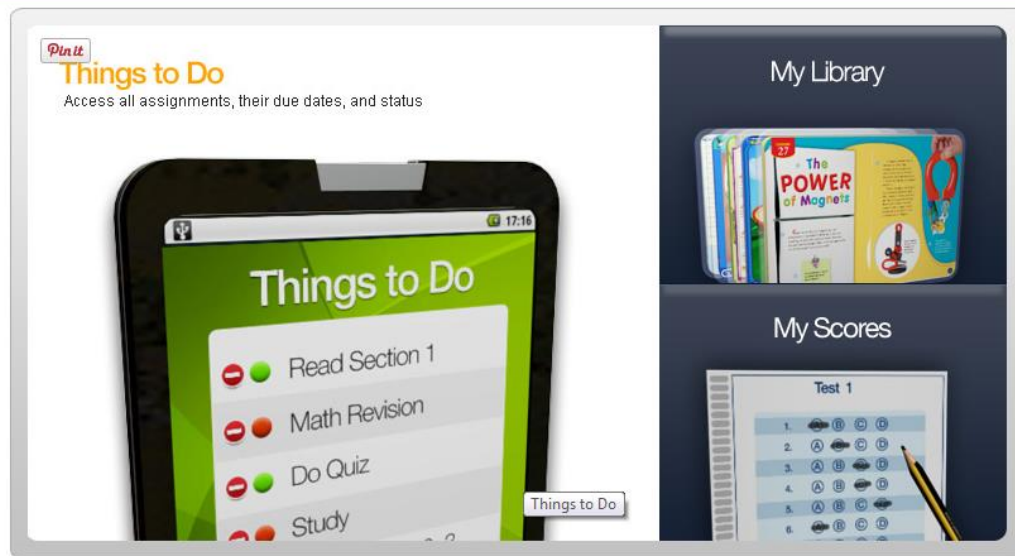 Pin it
Things to Do
Access all assignments, their due dates, and status
17:16
Things to Do
Read Section 1
Math Revision
Do Quiz
Study
Things to Do
My Library
27
The
POWER
of Magnets
My Scores
Test 1
1. B C D
2. A C D
3. A B D
4. A B D
5. A B C
6. B C D